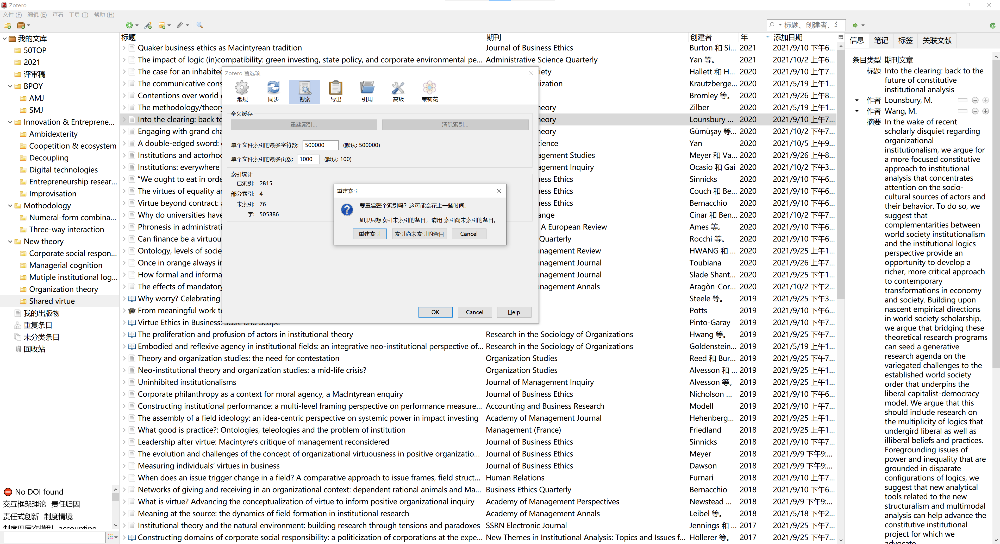 Zotero
文件 (F) 编辑 (E) 查看 工具 (T) 帮助 (H)
标题、创建者、
我的文库
50TOP
2021
评审稿
BPOY
AMJ
SMJ
Innovation & Entreprene...
Ambidexterity
Coopetition & ecosystem
Decoupling
Digital technologies
Entrepreneurship resear...
Improvisation
Mothodology
Numeral-form combina...
Three-way interaction
New theory
Corporate social respon...
Managerial cognition
Mutiple institutional log...
Organization theory
Shared virtue
我的出版物
重复条目
未分类条目
回收站
No DOI found
交互框架理论 责任归因
责任式创新 制度情境
制度四层次模型 accounting
标题 期刊 创建者 年 添加日期
Quaker business ethics as Macintyrean tradition Journal of Business Ethics Burton 和 Si... 2021 2021/9/10 下午6...
The impact of logic (in)compatibility: green investing, state policy, and corporate environmental pe... Administrative Science Quarterly Yan 等。 2021 2021/10/2 上午6...
The case for an inhabited iety Hallett 和 H... 2020 2021/9/10 上午7...
The communicative cons nization Krautzberge... 2020 2021/5/19 上午1...
Contentions over world c Bromley 等。 2020 2021/9/26 上午8...
The methodology/theory heory Zilber 2020 2021/5/19 上午1...
Into the clearing: back to heory Lounsbury ... 2020 2021/9/10 上午7...
Engaging with grand cha heory Gümüşay 等... 2020 2021/10/2 下午7...
A double-edged sword: cience Yan 2020 2021/10/5 上午9...
Institutions and actorhoo agement Studies Meyer 和 Va... 2020 2021/9/26 上午8...
Institutions: everywhere agement Inquiry Ocasio 和 Gai 2020 2021/10/2 下午3...
“We ought to eat in orde ness Ethics Sinnicks 2020 2021/9/10 下午6...
The virtues of equality an ness Ethics Couch 和 Be... 2020 2021/9/10 下午6...
Virtue beyond contract: a ness Ethics Bernacchio 2020 2021/9/10 下午6...
Why do universities have ange Cinar 和 Ben... 2020 2021/10/2 下午7...
Phronesis in administrati A European Review Ames 等。 2020 2021/9/10 下午6...
Can finance be a virtuou Quarterly Rocchi 等。 2020 2021/9/10 下午6...
Ontology, levels of socie anagement Review HWANG 和 ... 2020 2021/9/25 上午1...
Once in orange always in anagement Journal Toubiana 2020 2021/9/26 下午7...
How formal and informa anagement Journal Slade Shant... 2020 2021/9/25 下午1...
The effects of mandatory anagement Annals Aragòn-Cor... 2020 2021/10/2 下午2...
Why worry? Celebrating Steele 等。 2019 2021/9/25 下午3...
From meaningful work to Potts 2019 2021/9/10 下午6...
Virtue Ethics in Business: Scale and Scope Pinto-Garay 2019 2021/9/10 下午7...
The proliferation and profusion of actors in institutional theory Research in the Sociology of Organizations Hwang 等。 2019 2021/9/25 下午7...
Embodied and reflexive agency in institutional fields: an integrative neo-institutional perspective of... Research in the Sociology of Organizations Goldenstein... 2019 2021/5/19 上午1...
Theory and organization studies: the need for contestation Organization Studies Reed 和 Bur... 2019 2021/9/25 下午7...
Neo-institutional theory and organization studies: a mid-life crisis? Organization Studies Alvesson 和 ... 2019 2021/9/25 上午1...
Uninhibited institutionalisms Journal of Management Inquiry Alvesson 等。 2019 2021/9/25 上午1...
Corporate philanthropy as a context for moral agency, a MacIntyrean enquiry Journal of Business Ethics Nicholson ... 2019 2021/9/10 下午6...
Constructing institutional performance: a multi-level framing perspective on performance measure... Accounting and Business Research Modell 2019 2021/9/10 上午7...
The assembly of a field ideology: an idea-centric perspective on systemic power in impact investing Academy of Management Journal Hehenberg... 2019 2021/9/25 上午1...
What good is practice?: Ontologies, teleologies and the problem of institution Management (France) Friedland 2018 2021/9/25 上午1...
Leadership after virtue: Macintyre’s critique of management reconsidered Journal of Business Ethics Sinnicks 2018 2021/9/10 下午7...
The evolution and challenges of the concept of organizational virtuousness in positive organizatio... Journal of Business Ethics Meyer 2018 2021/9/9 下午9:...
Measuring individuals’ virtues in business Journal of Business Ethics Dawson 2018 2021/9/9 下午9:...
When does an issue trigger change in a field? A comparative approach to issue frames, field struct... Human Relations Furnari 2018 2021/9/10 上午7...
Networks of giving and receiving in an organizational context: dependent rational animals and Ma... Business Ethics Quarterly Bernacchio 2018 2021/9/10 下午6...
What is virtue? Advancing the conceptualization of virtue to inform positive organizational inquiry Academy of Management Perspectives Newstead ... 2018 2021/9/9 下午9:...
Meaning at the source: the dynamics of field formation in institutional research Academy of Management Annals Leibel 等。 2018 2021/5/18 下午2...
Institutional theory and the natural environment: building research through tensions and paradoxes SSRN Electronic Journal Jennings 和 ... 2017 2021/9/25 下午7...
Constructing domains of corporate social responsibility: a politicization of corporations at the expe... New Themes in Institutional Analysis: Topics and Issues f... Höllerer 等。 2017 2021/9/25 下午7...
Zotero 首选项
常规 同步 搜索 导出 引用 高级 茉莉花
全文缓存
重建索引... 清除索引...
单个文件索引的最多字符数: 500000 (默认: 500000)
单个文件索引的最多页数: 1000 (默认: 100)
索引统计
已索引: 2815
部分索引: 4
未索引: 76
字: 505386
OK Cancel Help
重建索引
要重建整个索引吗？这可能会花上一些时间。
如果只想索引未索引的条目，请用 索引尚未索引的条目。
重建索引 索引尚未索引的条目 Cancel
信息 笔记 标签 关联文献
条目类型 期刊文章
标题 Into the clearing: back to the
future of constitutive
institutional analysis
作者 Lounsbury, M.
作者 Wang, M.
摘要 In the wake of recent
scholarly disquiet regarding
organizational
institutionalism, we argue for
a more focused constitutive
approach to institutional
analysis that concentrates
attention on the socio-
cultural sources of actors and
their behavior. To do so, we
suggest that
complementarities between
world society institutionalism
and the institutional logics
perspective provide an
opportunity to develop a
richer, more critical approach
to contemporary
transformations in economy
and society. Building upon
nascent empirical directions
in world society scholarship,
we argue that bridging these
theoretical research programs
can seed a generative
research agenda on the
variegated challenges to the
established world society
order that underpins the
liberal capitalist-democracy
model. We argue that this
should include research on
the multiplicity of logics that
undergird liberal as well as
illiberal beliefs and practices.
Foregrounding issues of
power and inequality that are
grounded in disparate
configurations of logics, we
suggest that new analytical
tools related to the new
structuralism and multimodal
analysis can help advance the
constitutive institutional
project for which we
advocate